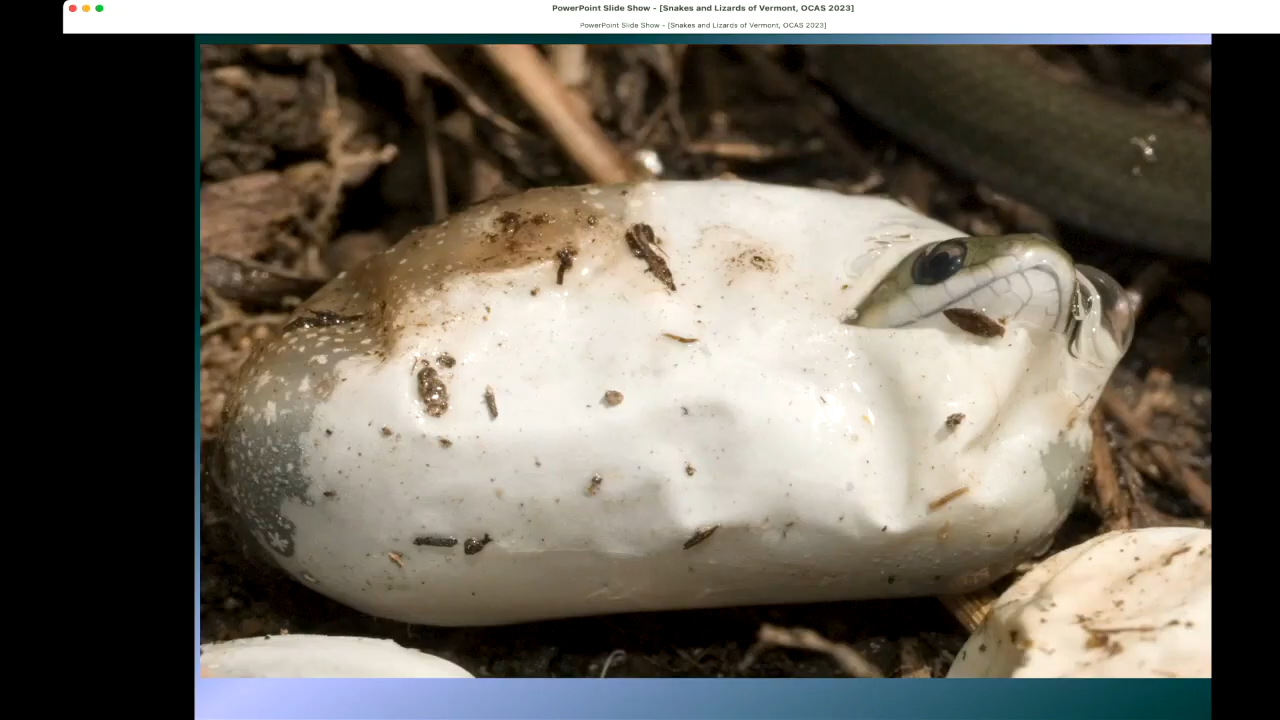 PowerPoint Slide Show - [Snakes and Lizards of Vermont, OCAS 2023]
PowerPoint Slide Show - [Snakes and Lizards of Vermont, OCAS 2023]